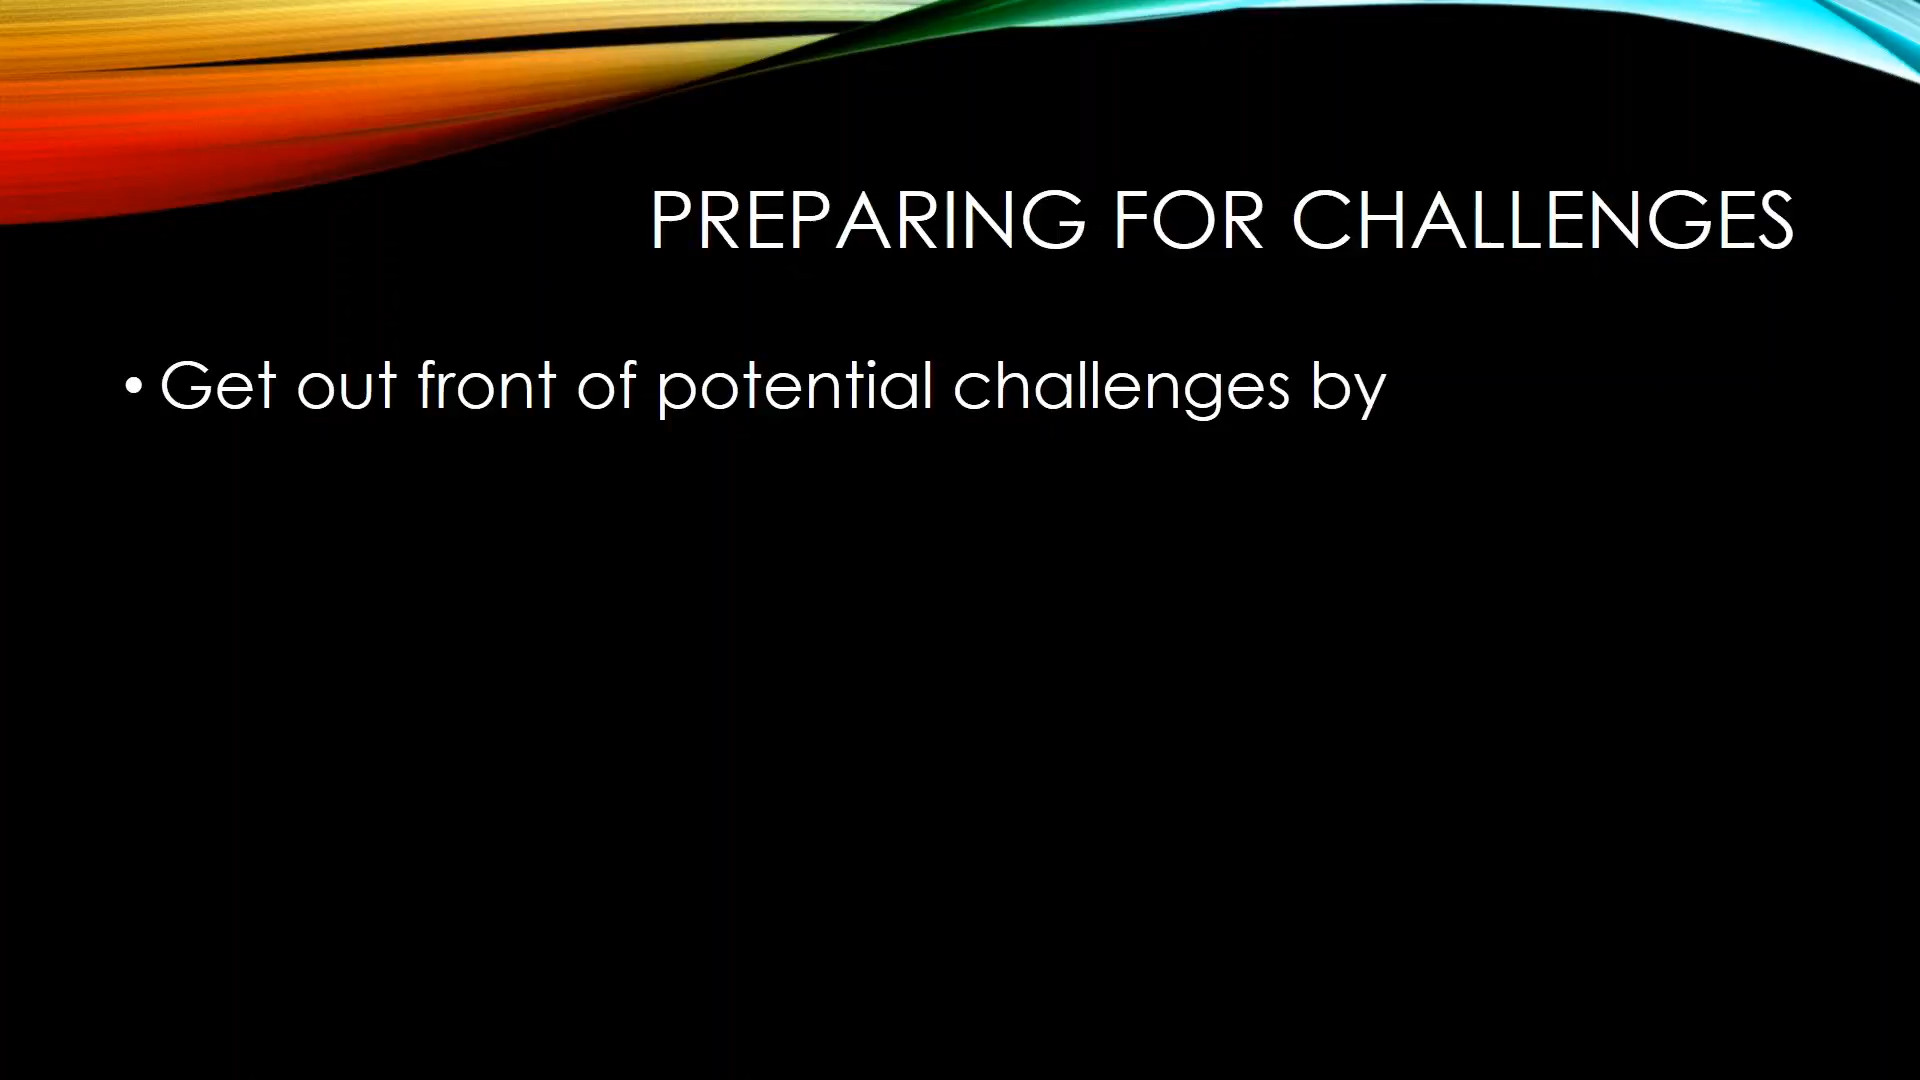 PREPARING FOR CHALLENGES
• Get out front of potential challenges by